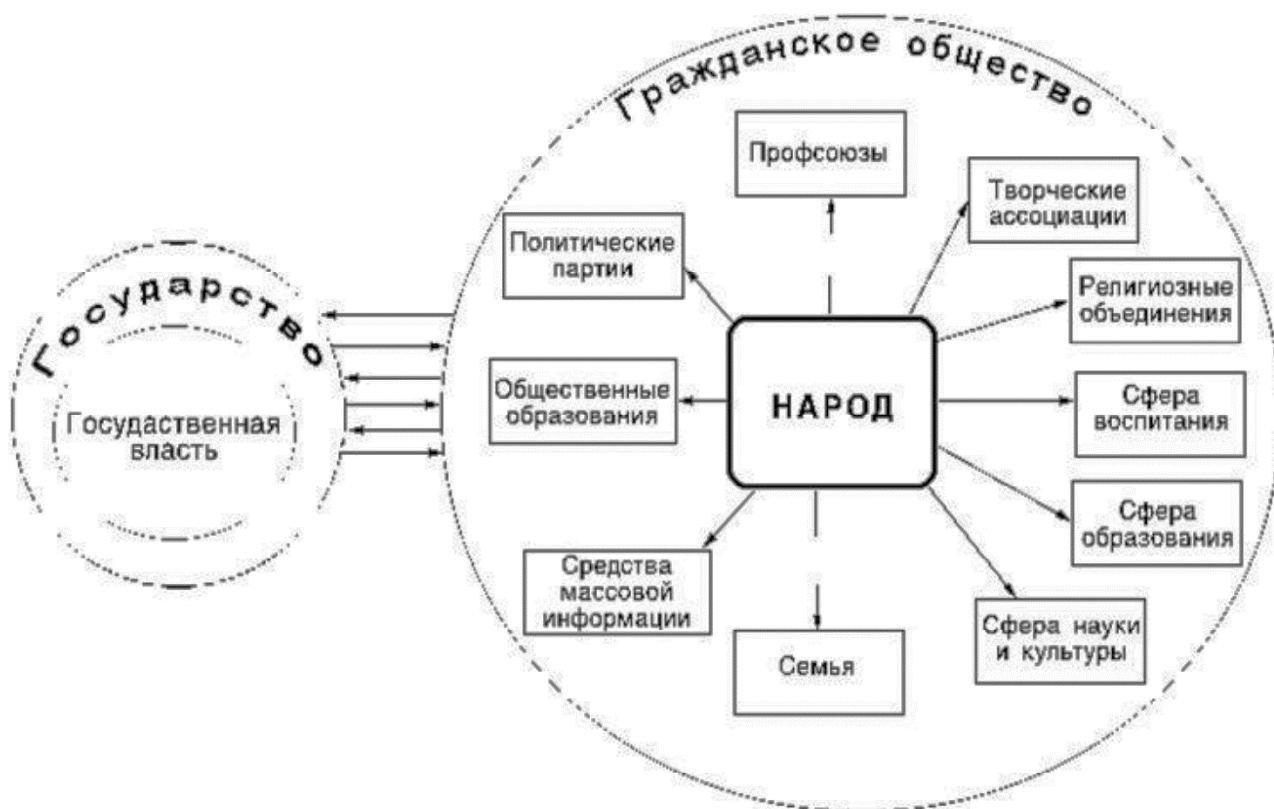 Гражданское общество
Профсоюзы
Творческие
ассоциации
Политические
партии
Религиозные
объединения
Государство
Госудаственная
власть
Общественные
образования
НАРОД
Сфера
воспитания
Сфера
образования
Средства
массовой
информации
Семья
Сфера науки
и культуры